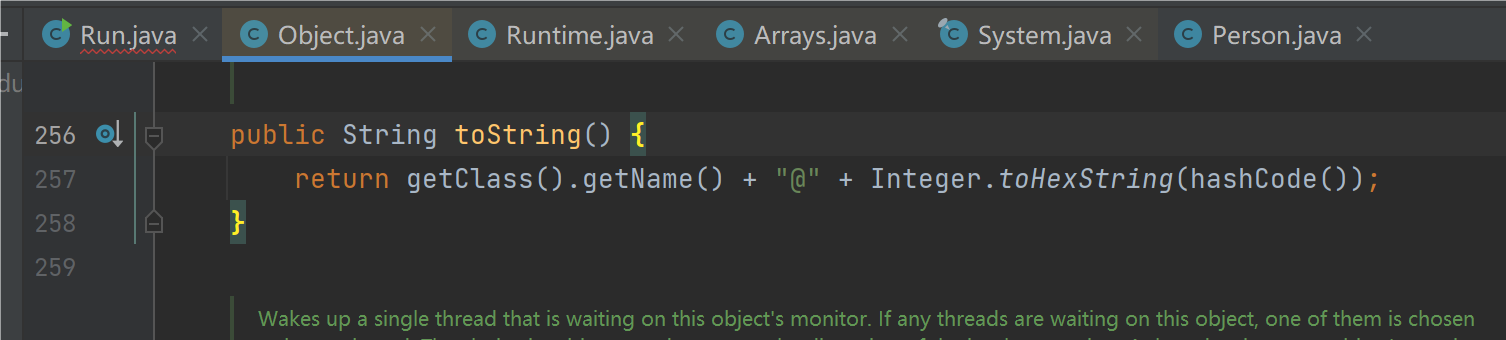 Run.java Object.java Runtime.java Arrays.java System.java Person.java
du
256 public String toString() {
257 return getClass().getName() + "@" + Integer.toHexString(hashCode());
258 }
259
Wakes up a single thread that is waiting on this object's monitor. If any threads are waiting on this object, one of them is chosen